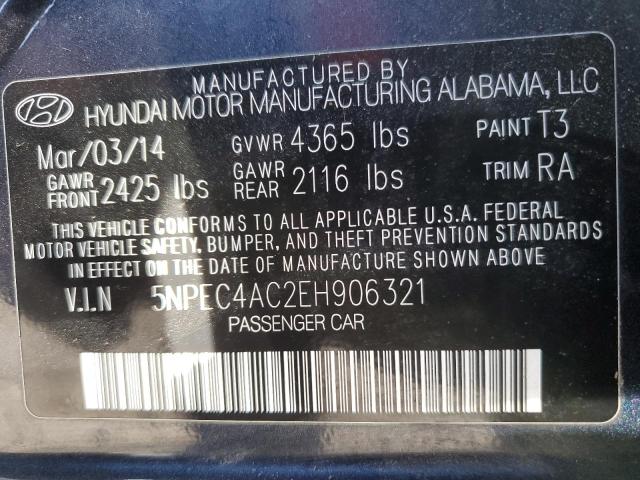 MANUFACTURED BY
HYUNDAI MOTOR MANUFACTURING ALABAMA, LLC
Mar/03/14 GVWR 4365 lbs PAINT T3
GAWR FRONT 2425 lbs GAWR REAR 2116 lbs TRIM RA
THIS VEHICLE CONFORMS TO ALL APPLICABLE U.S.A. FEDERAL
MOTOR VEHICLE SAFETY, BUMPER, AND THEFT PREVENTION STANDARDS
IN EFFECT ON THE DATE OF MANUFACTURE SHOWN ABOVE
V.I.N 5NPEC4AC2EH906321
PASSENGER CAR